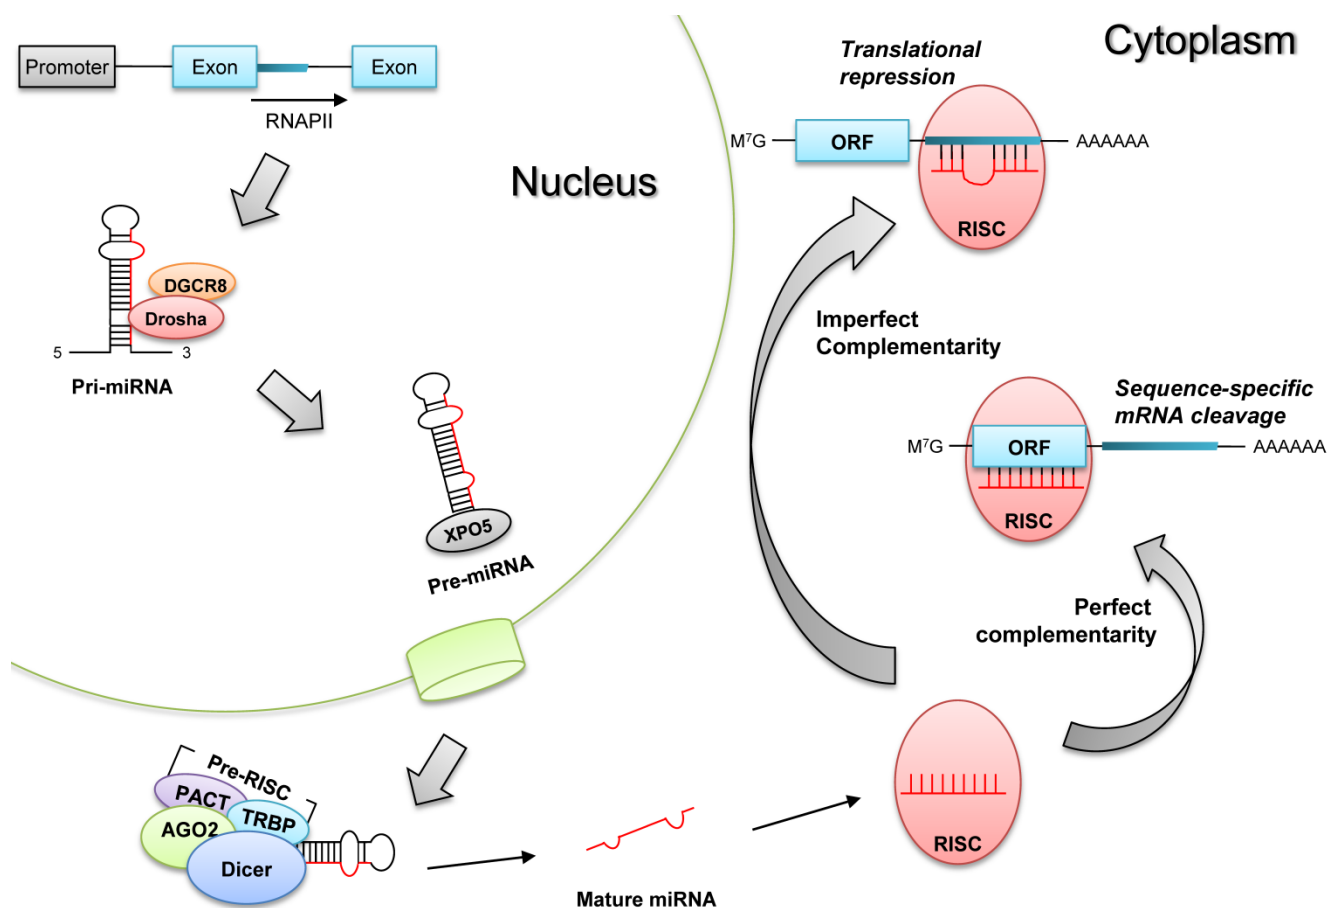 Promoter
Exon
Exon
RNAPII
Nucleus
Cytoplasm
Translational
repression
M⁷G
ORF
AAAAAA
RISC
DGCR8
Drosha
5
3
Pri-miRNA
Imperfect
Complementarity
XPO5
Pre-miRNA
Sequence-specific
mRNA cleavage
M⁷G
ORF
AAAAAA
RISC
Perfect
complementarity
Pre-RISC
PACT
TRBP
AGO2
Dicer
Mature miRNA
RISC